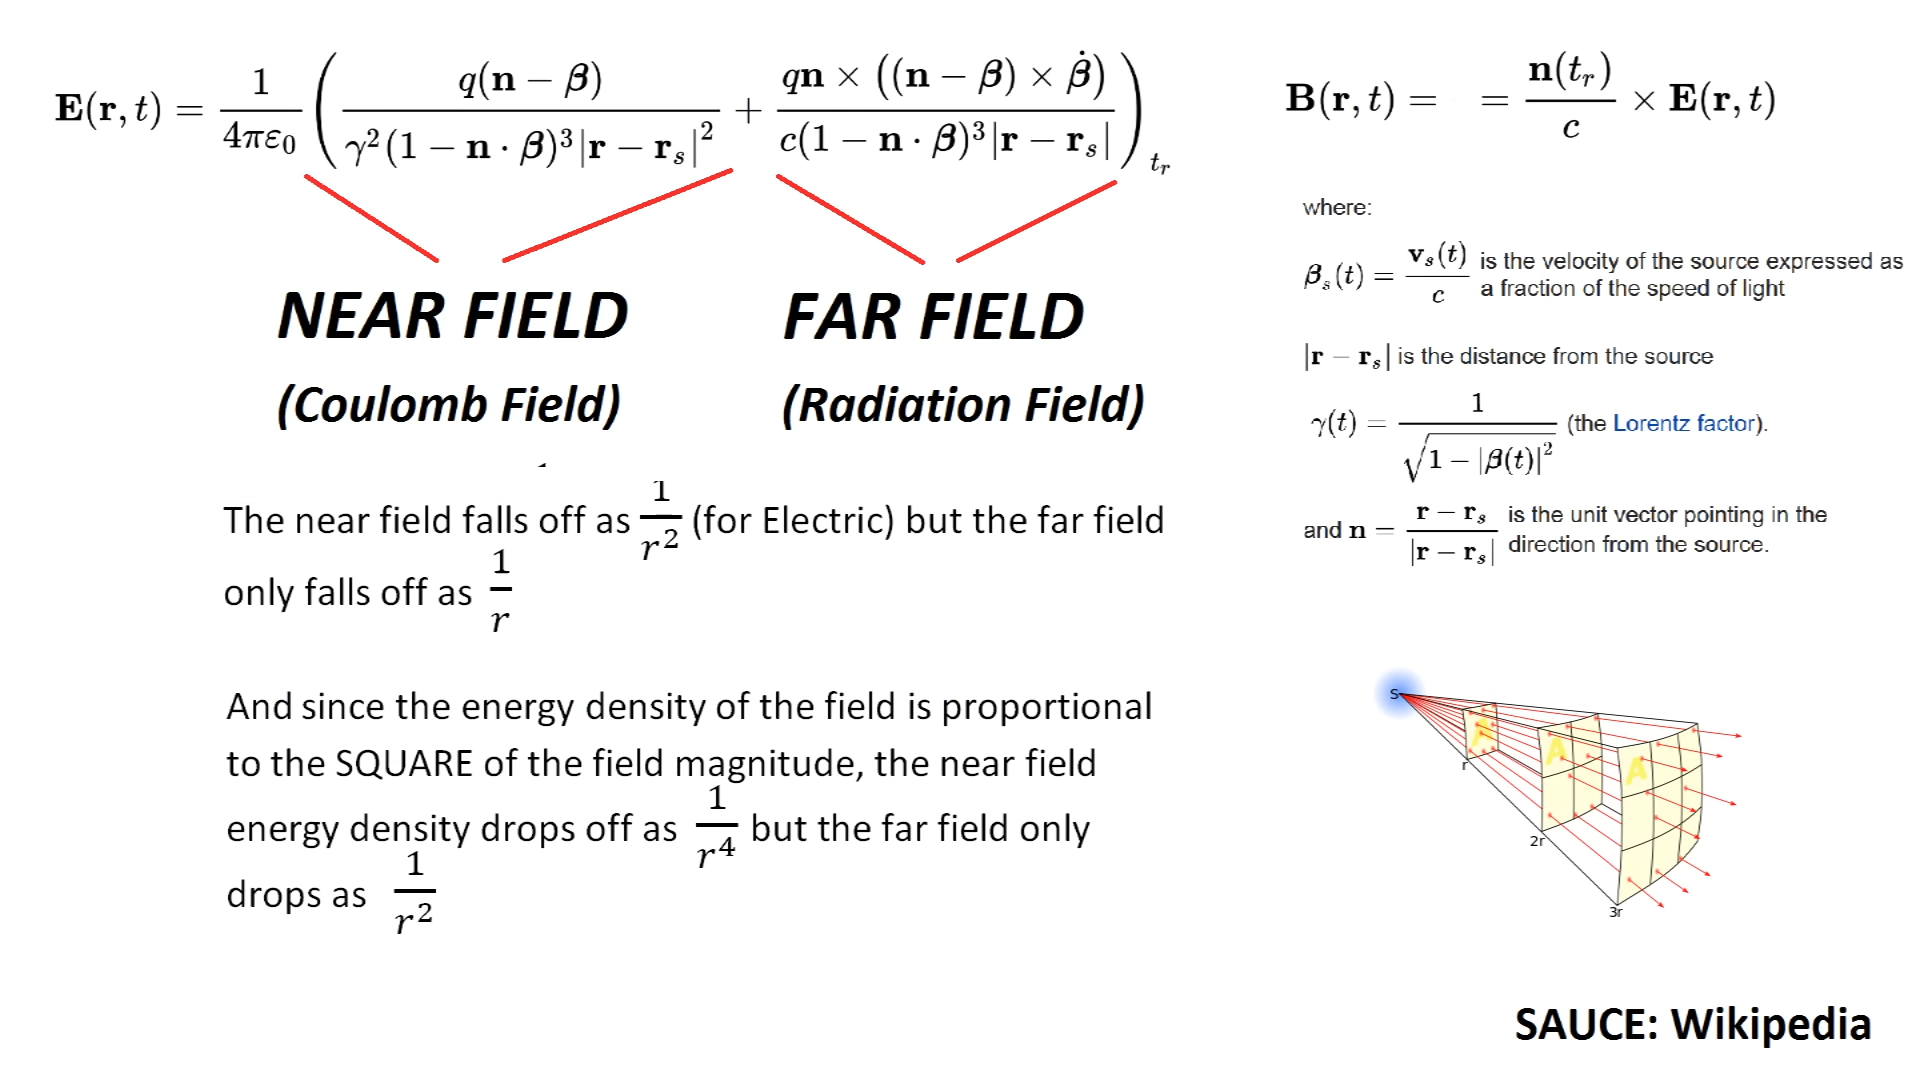 E(r, t) = 1/(4πε₀) ( q(n − β) / (γ²(1 − n · β)³|r − rₛ|²) + qn × ((n − β) × β̇) / (c(1 − n · β)³|r − rₛ|) )ₜᵣ
NEAR FIELD
(Coulomb Field)
FAR FIELD
(Radiation Field)
The near field falls off as 1/r² (for Electric) but the far field
only falls off as 1/r
And since the energy density of the field is proportional
to the SQUARE of the field magnitude, the near field
energy density drops off as 1/r⁴ but the far field only
drops as 1/r²
B(r, t) = = n(tᵣ)/c × E(r, t)
where:
βₛ(t) = vₛ(t)/c is the velocity of the source expressed as
a fraction of the speed of light
|r − rₛ| is the distance from the source
γ(t) = 1/√(1 − |β(t)|²) (the Lorentz factor).
and n = (r − rₛ)/|r − rₛ| is the unit vector pointing in the
direction from the source.
S
A
A
A
r
2r
3r
SAUCE: Wikipedia